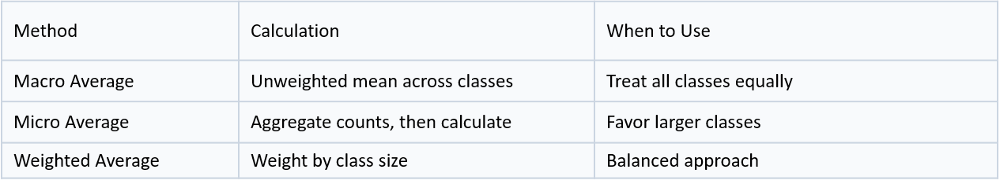 Method Calculation When to Use
Macro Average Unweighted mean across classes Treat all classes equally
Micro Average Aggregate counts, then calculate Favor larger classes
Weighted Average Weight by class size Balanced approach